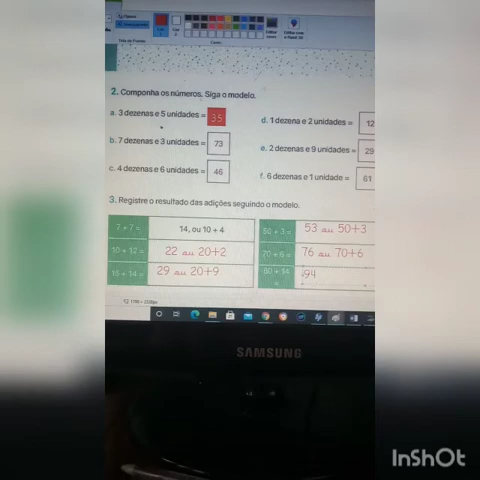 2. Componha os números. Siga o modelo.
a. 3 dezenas e 5 unidades = 35
d. 1 dezena e 2 unidades = 12
b. 7 dezenas e 3 unidades = 73
e. 2 dezenas e 9 unidades = 29
c. 4 dezenas e 6 unidades = 46
f. 6 dezenas e 1 unidade = 61
3. Registre o resultado das adições seguindo o modelo.
7 + 7 = 14, ou 10 + 4
50 + 3 = 53 ou 50+3
10 + 12 = 22 ou 20+2
70 + 6 = 76 ou 70+6
15 + 14 = 29 ou 20+9
80 + 14 = 94
SAMSUNG
InShOt